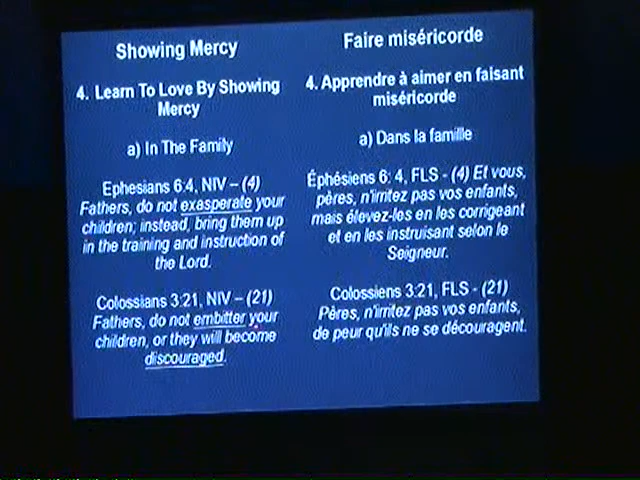 Showing Mercy
4. Learn To Love By Showing
Mercy
a) In The Family
Ephesians 6:4, NIV – (4)
Fathers, do not exasperate your
children; instead, bring them up
in the training and instruction of
the Lord.
Colossians 3:21, NIV – (21)
Fathers, do not embitter your
children, or they will become
discouraged.
Faire miséricorde
4. Apprendre à aimer en faisant
miséricorde
a) Dans la famille
Éphésiens 6: 4, FLS - (4) Et vous,
pères, n'irritez pas vos enfants,
mais élevez-les en les corrigeant
et en les instruisant selon le
Seigneur.
Colossiens 3:21, FLS - (21)
Pères, n'irritez pas vos enfants,
de peur qu'ils ne se découragent.